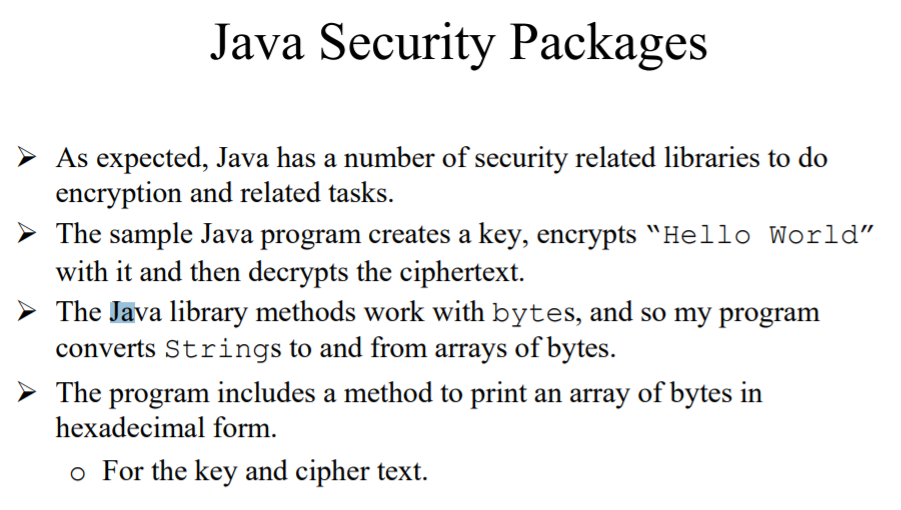 Java Security Packages
➢ As expected, Java has a number of security related libraries to do
encryption and related tasks.
➢ The sample Java program creates a key, encrypts “Hello World”
with it and then decrypts the ciphertext.
➢ The Java library methods work with bytes, and so my program
converts Strings to and from arrays of bytes.
➢ The program includes a method to print an array of bytes in
hexadecimal form.
o For the key and cipher text.